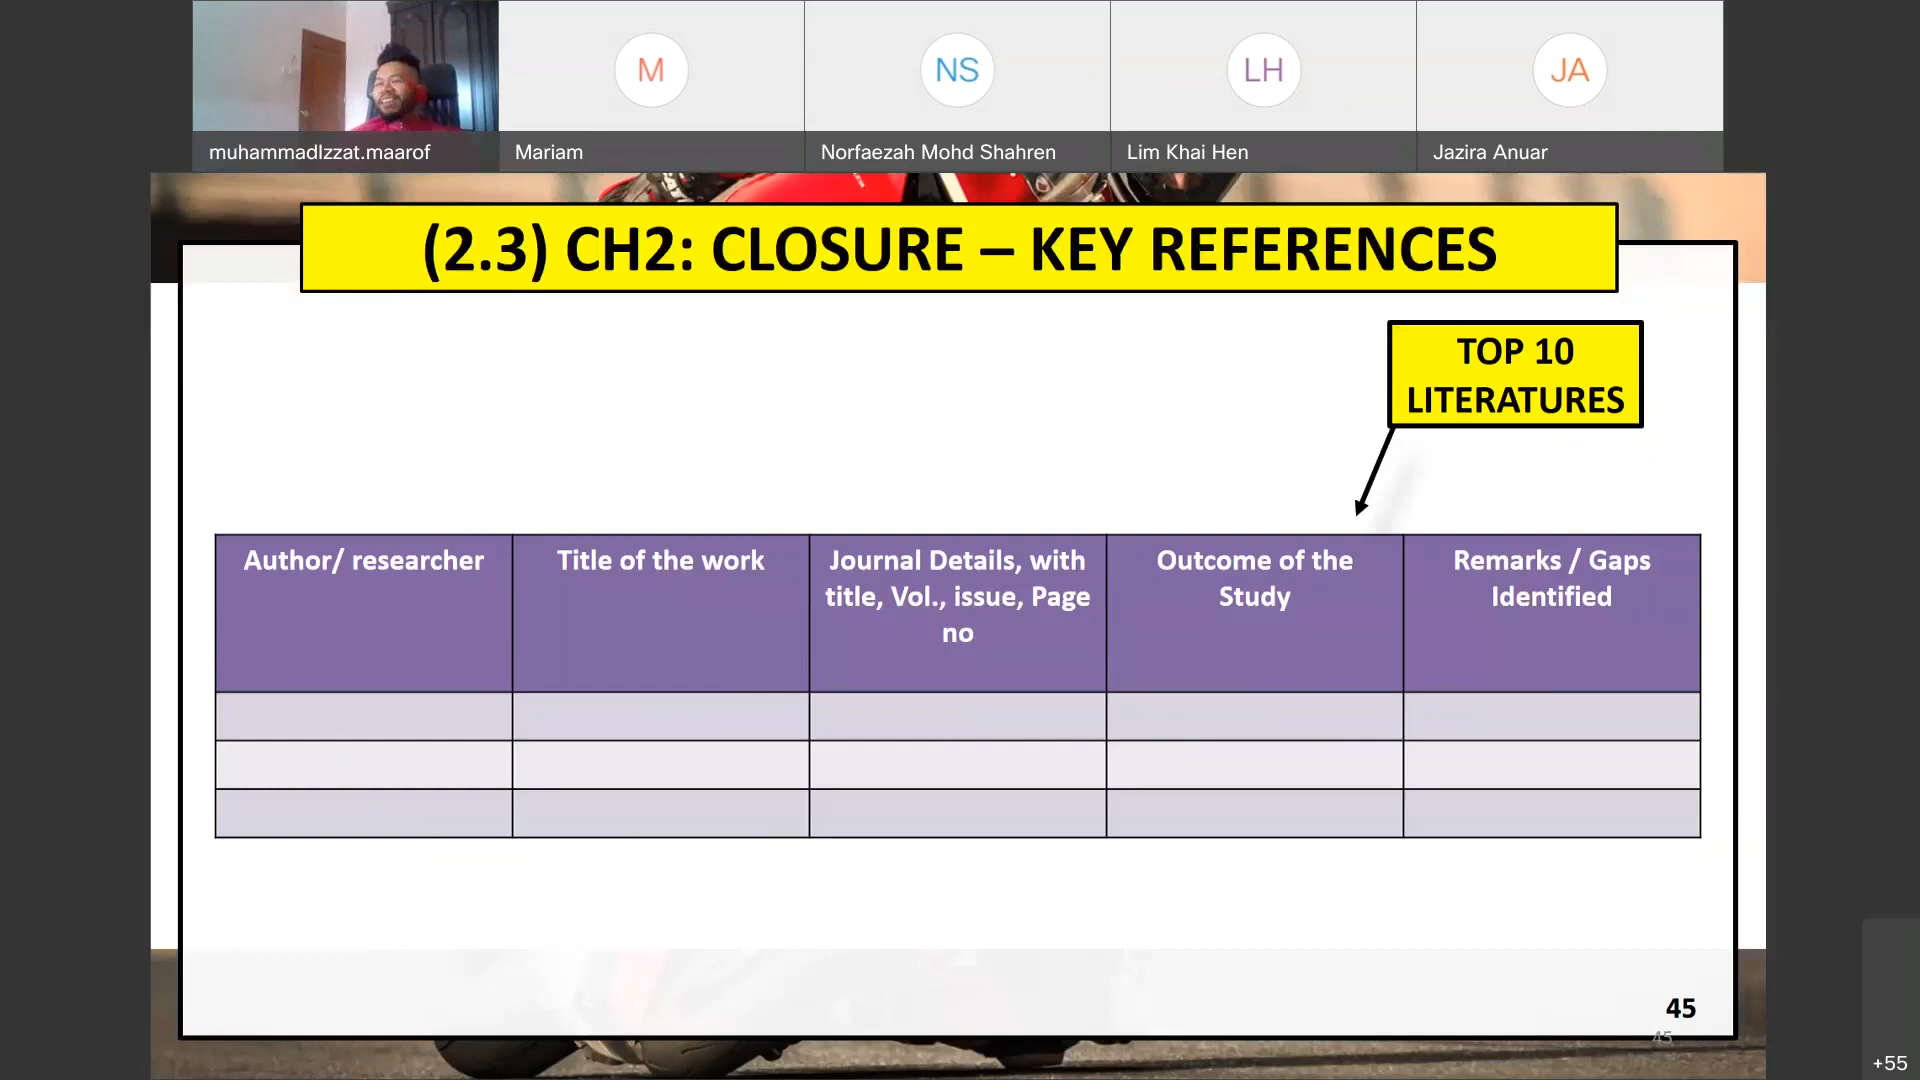 M
NS
LH
JA
muhammadIzzat.maarof
Mariam
Norfaezah Mohd Shahren
Lim Khai Hen
Jazira Anuar
(2.3) CH2: CLOSURE – KEY REFERENCES
TOP 10
LITERATURES
Author/ researcher
Title of the work
Journal Details, with
title, Vol., issue, Page
no
Outcome of the
Study
Remarks / Gaps
Identified
45
45
+55